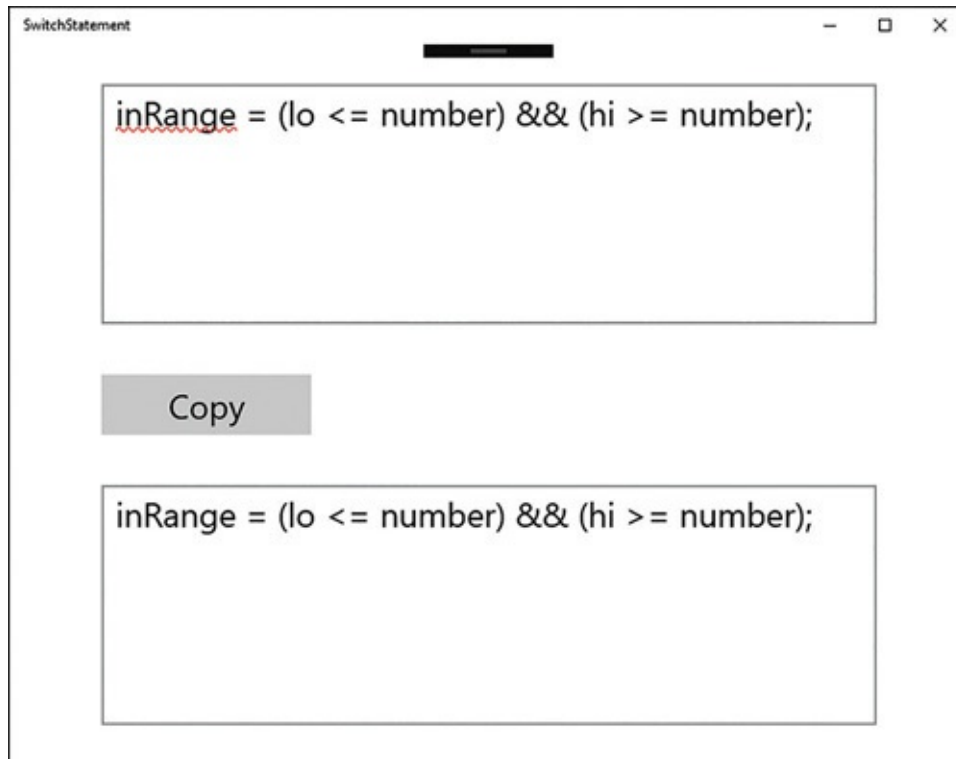 SwitchStatement
inRange = (lo <= number) && (hi >= number);
Copy
inRange = (lo <= number) && (hi >= number);